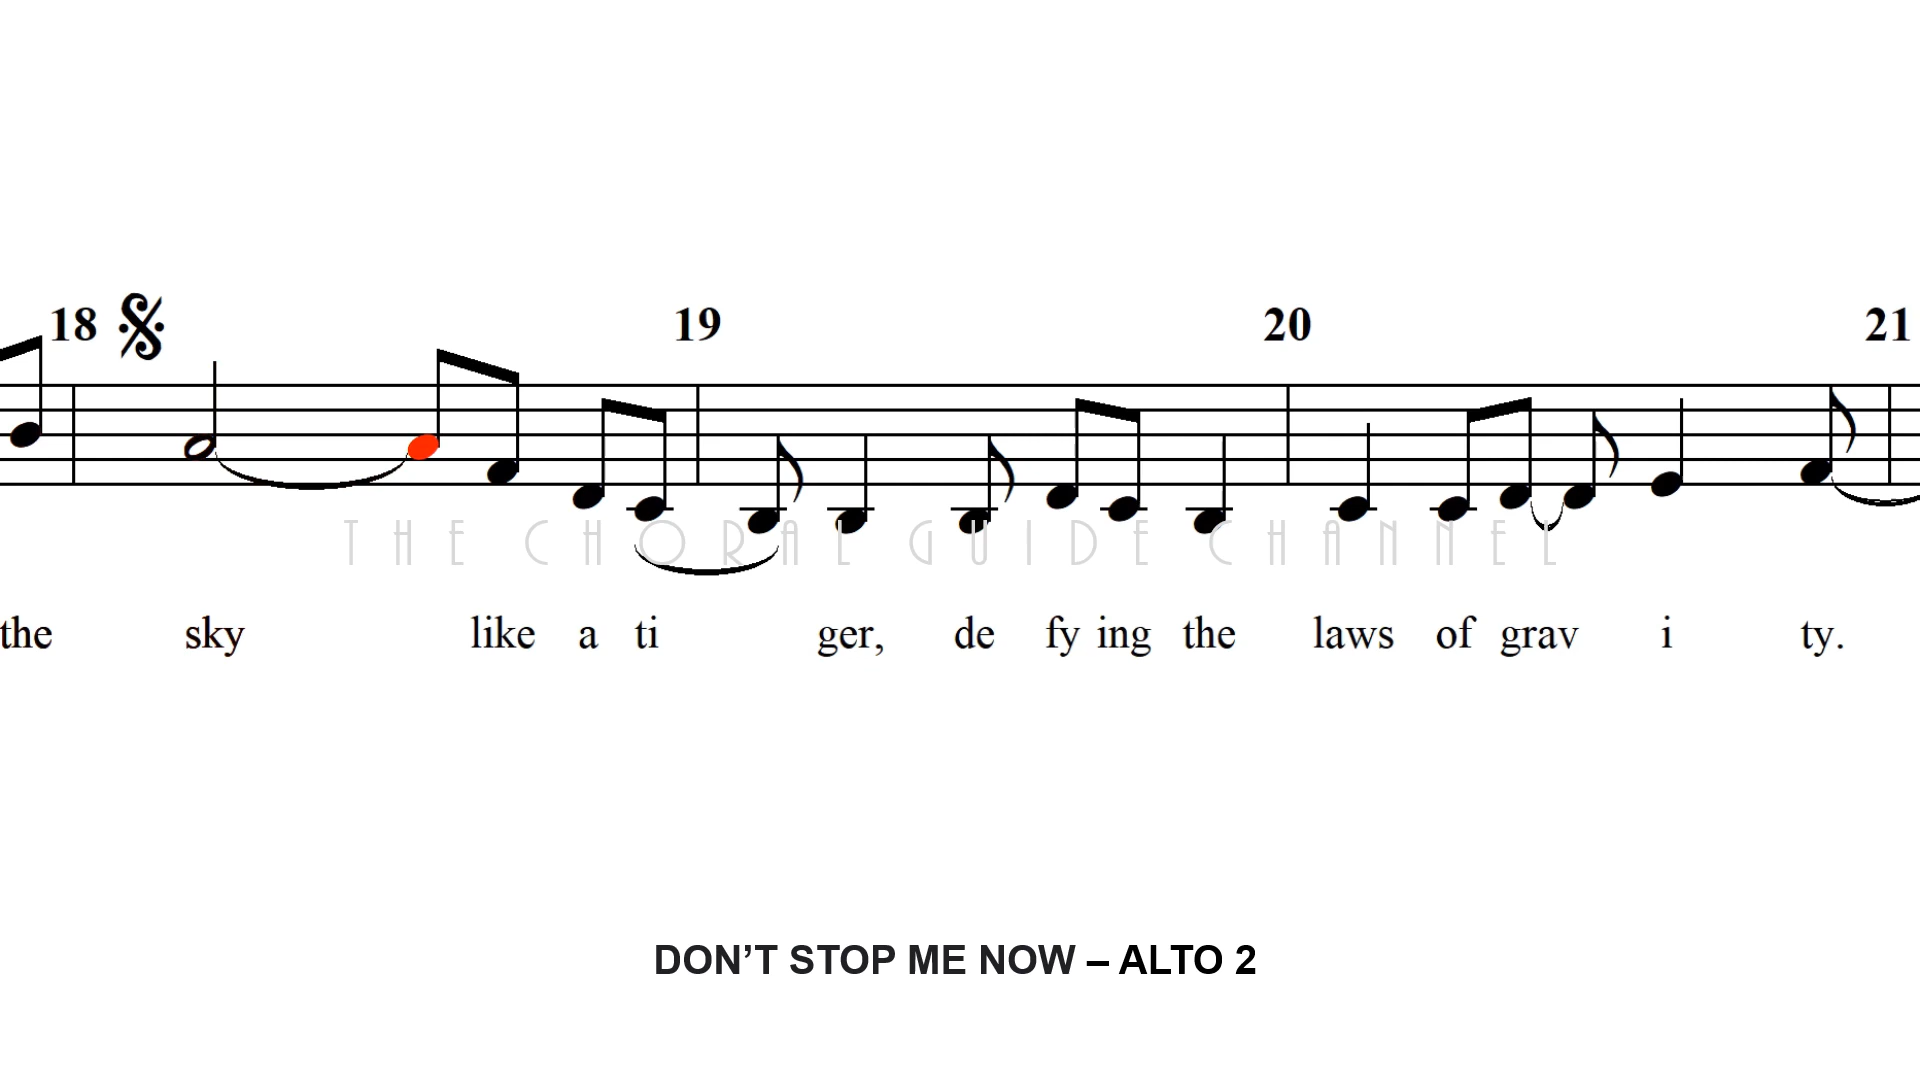 18 19 20 21
THE CHORAL GUIDE CHANNEL
the sky like a ti ger, de fy ing the laws of grav i ty.
DON’T STOP ME NOW – ALTO 2